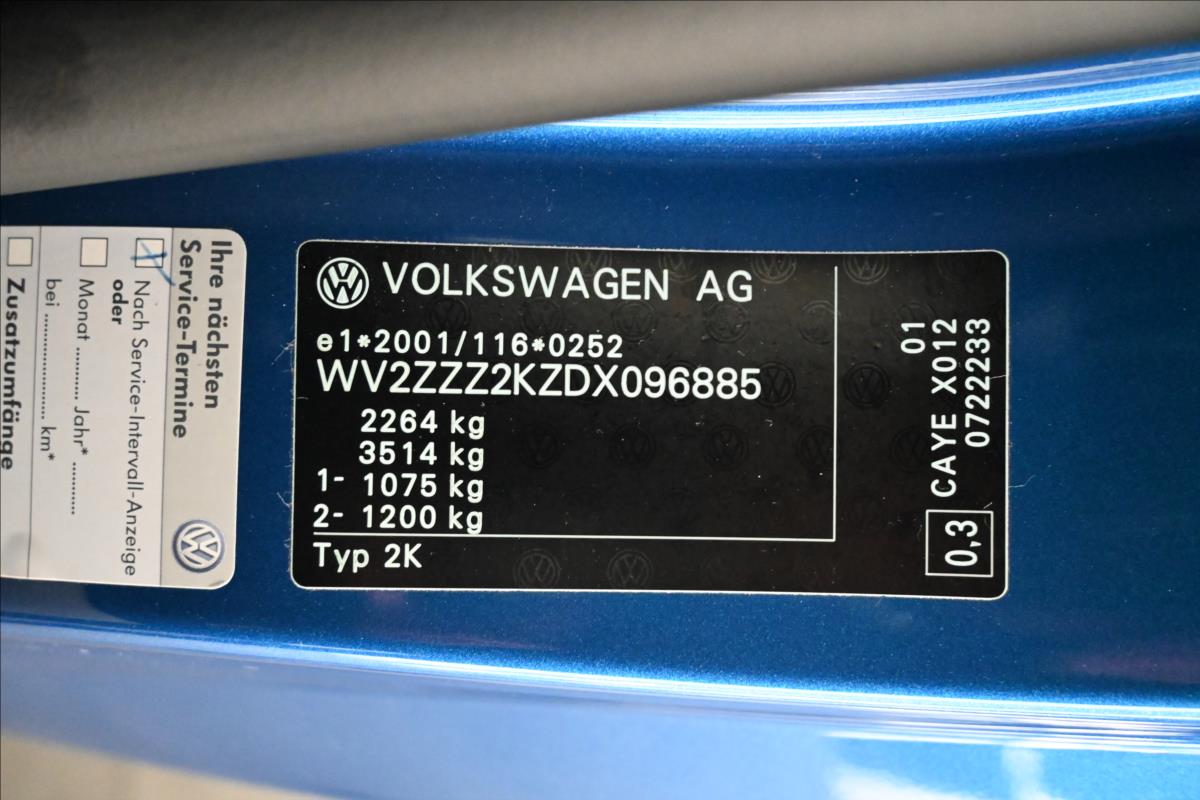 VOLKSWAGEN AG
e1*2001/116*0252
WV2ZZZ2KZDX096885
2264 kg
3514 kg
1- 1075 kg
2- 1200 kg
Typ 2K
01
CAYE X012
07222233
0,3
Ihre nächsten
Service-Termine
Nach Service-Intervall-Anzeige
oder
Monat ............ Jahr* ............
bei .................... km*
Zusatzumfänge